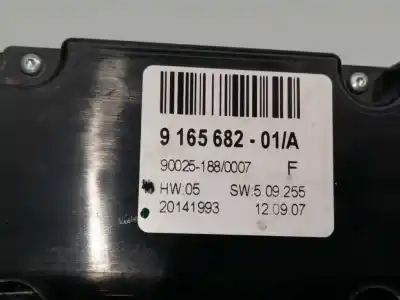 9 165 682 - 01/A
90025-188/0007 F
HW:05 SW:5.09.255
20141993 12.09.07